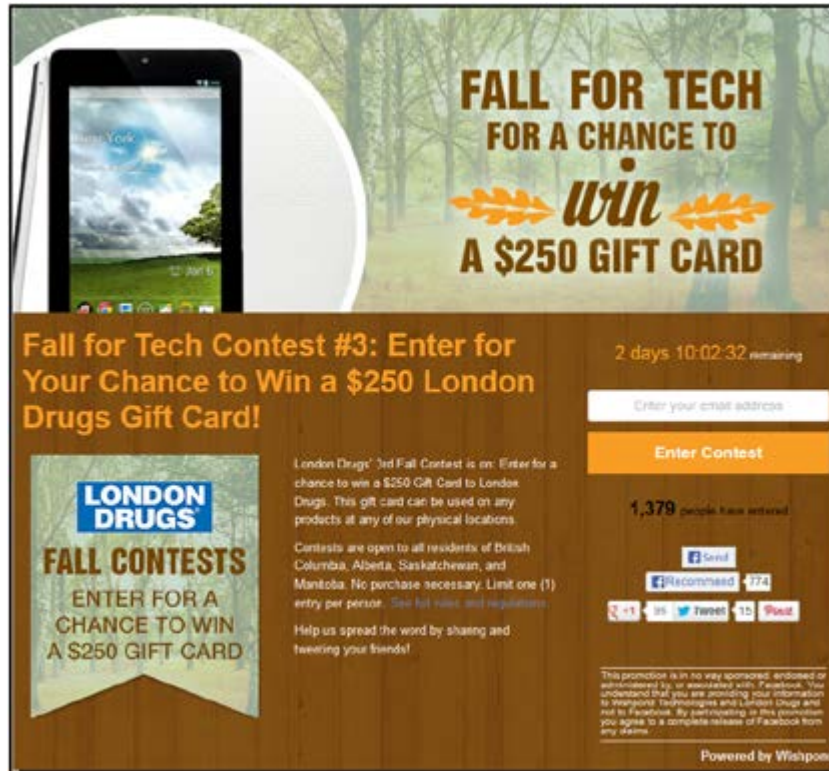 FALL FOR TECH
FOR A CHANCE TO
win
A $250 GIFT CARD
Fall for Tech Contest #3: Enter for
Your Chance to Win a $250 London
Drugs Gift Card!
LONDON
DRUGS
FALL CONTESTS
ENTER FOR A
CHANCE TO WIN
A $250 GIFT CARD
London Drugs' 3rd Fall Contest is on: Enter for a
chance to win a $250 Gift Card to London
Drugs. This gift card can be used on any
products at any of our physical locations.
Contests are open to all residents of British
Columbia, Alberta, Saskatchewan, and
Manitoba. No purchase necessary. Limit one (1)
entry per person. See full rules and regulations.
Help us spread the word by sharing and
tweeting your friends!
2 days 10:02:32 remaining
Enter your email address
Enter Contest
1,379 people have entered
Send
Recommend 774
+1 Tweet 15 Pin it
This promotion is in no way sponsored, endorsed or
administered by, or associated with, Facebook. You
understand that you are providing your information
to Wishpond Technologies and London Drugs and
not to Facebook. By participating in this promotion
you agree to a complete release of Facebook from
any claims.
Powered by Wishpon